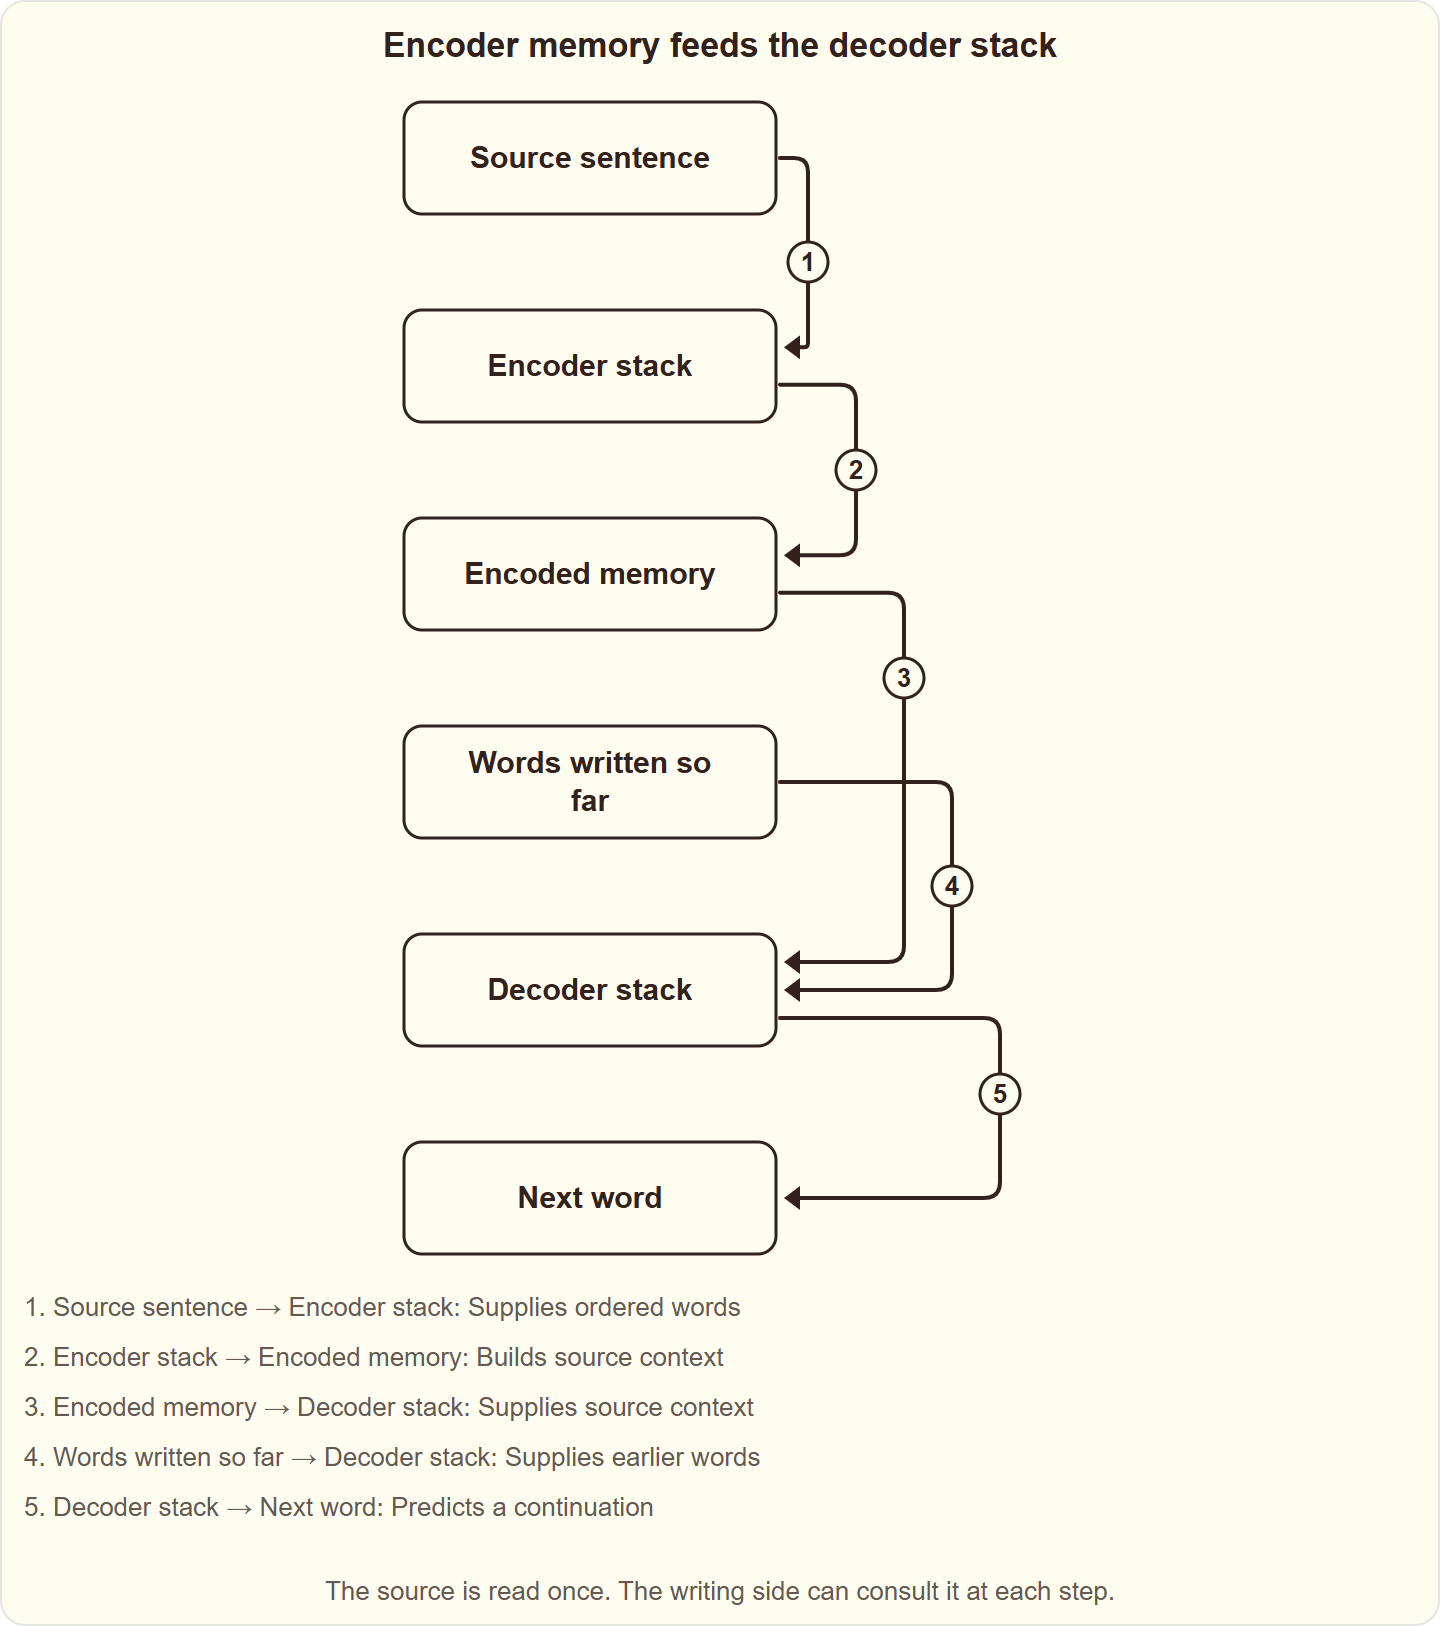 Encoder memory feeds the decoder stack
Source sentence
1
Encoder stack
2
Encoded memory
3
Words written so
far
4
Decoder stack
5
Next word
1. Source sentence → Encoder stack: Supplies ordered words
2. Encoder stack → Encoded memory: Builds source context
3. Encoded memory → Decoder stack: Supplies source context
4. Words written so far → Decoder stack: Supplies earlier words
5. Decoder stack → Next word: Predicts a continuation
The source is read once. The writing side can consult it at each step.